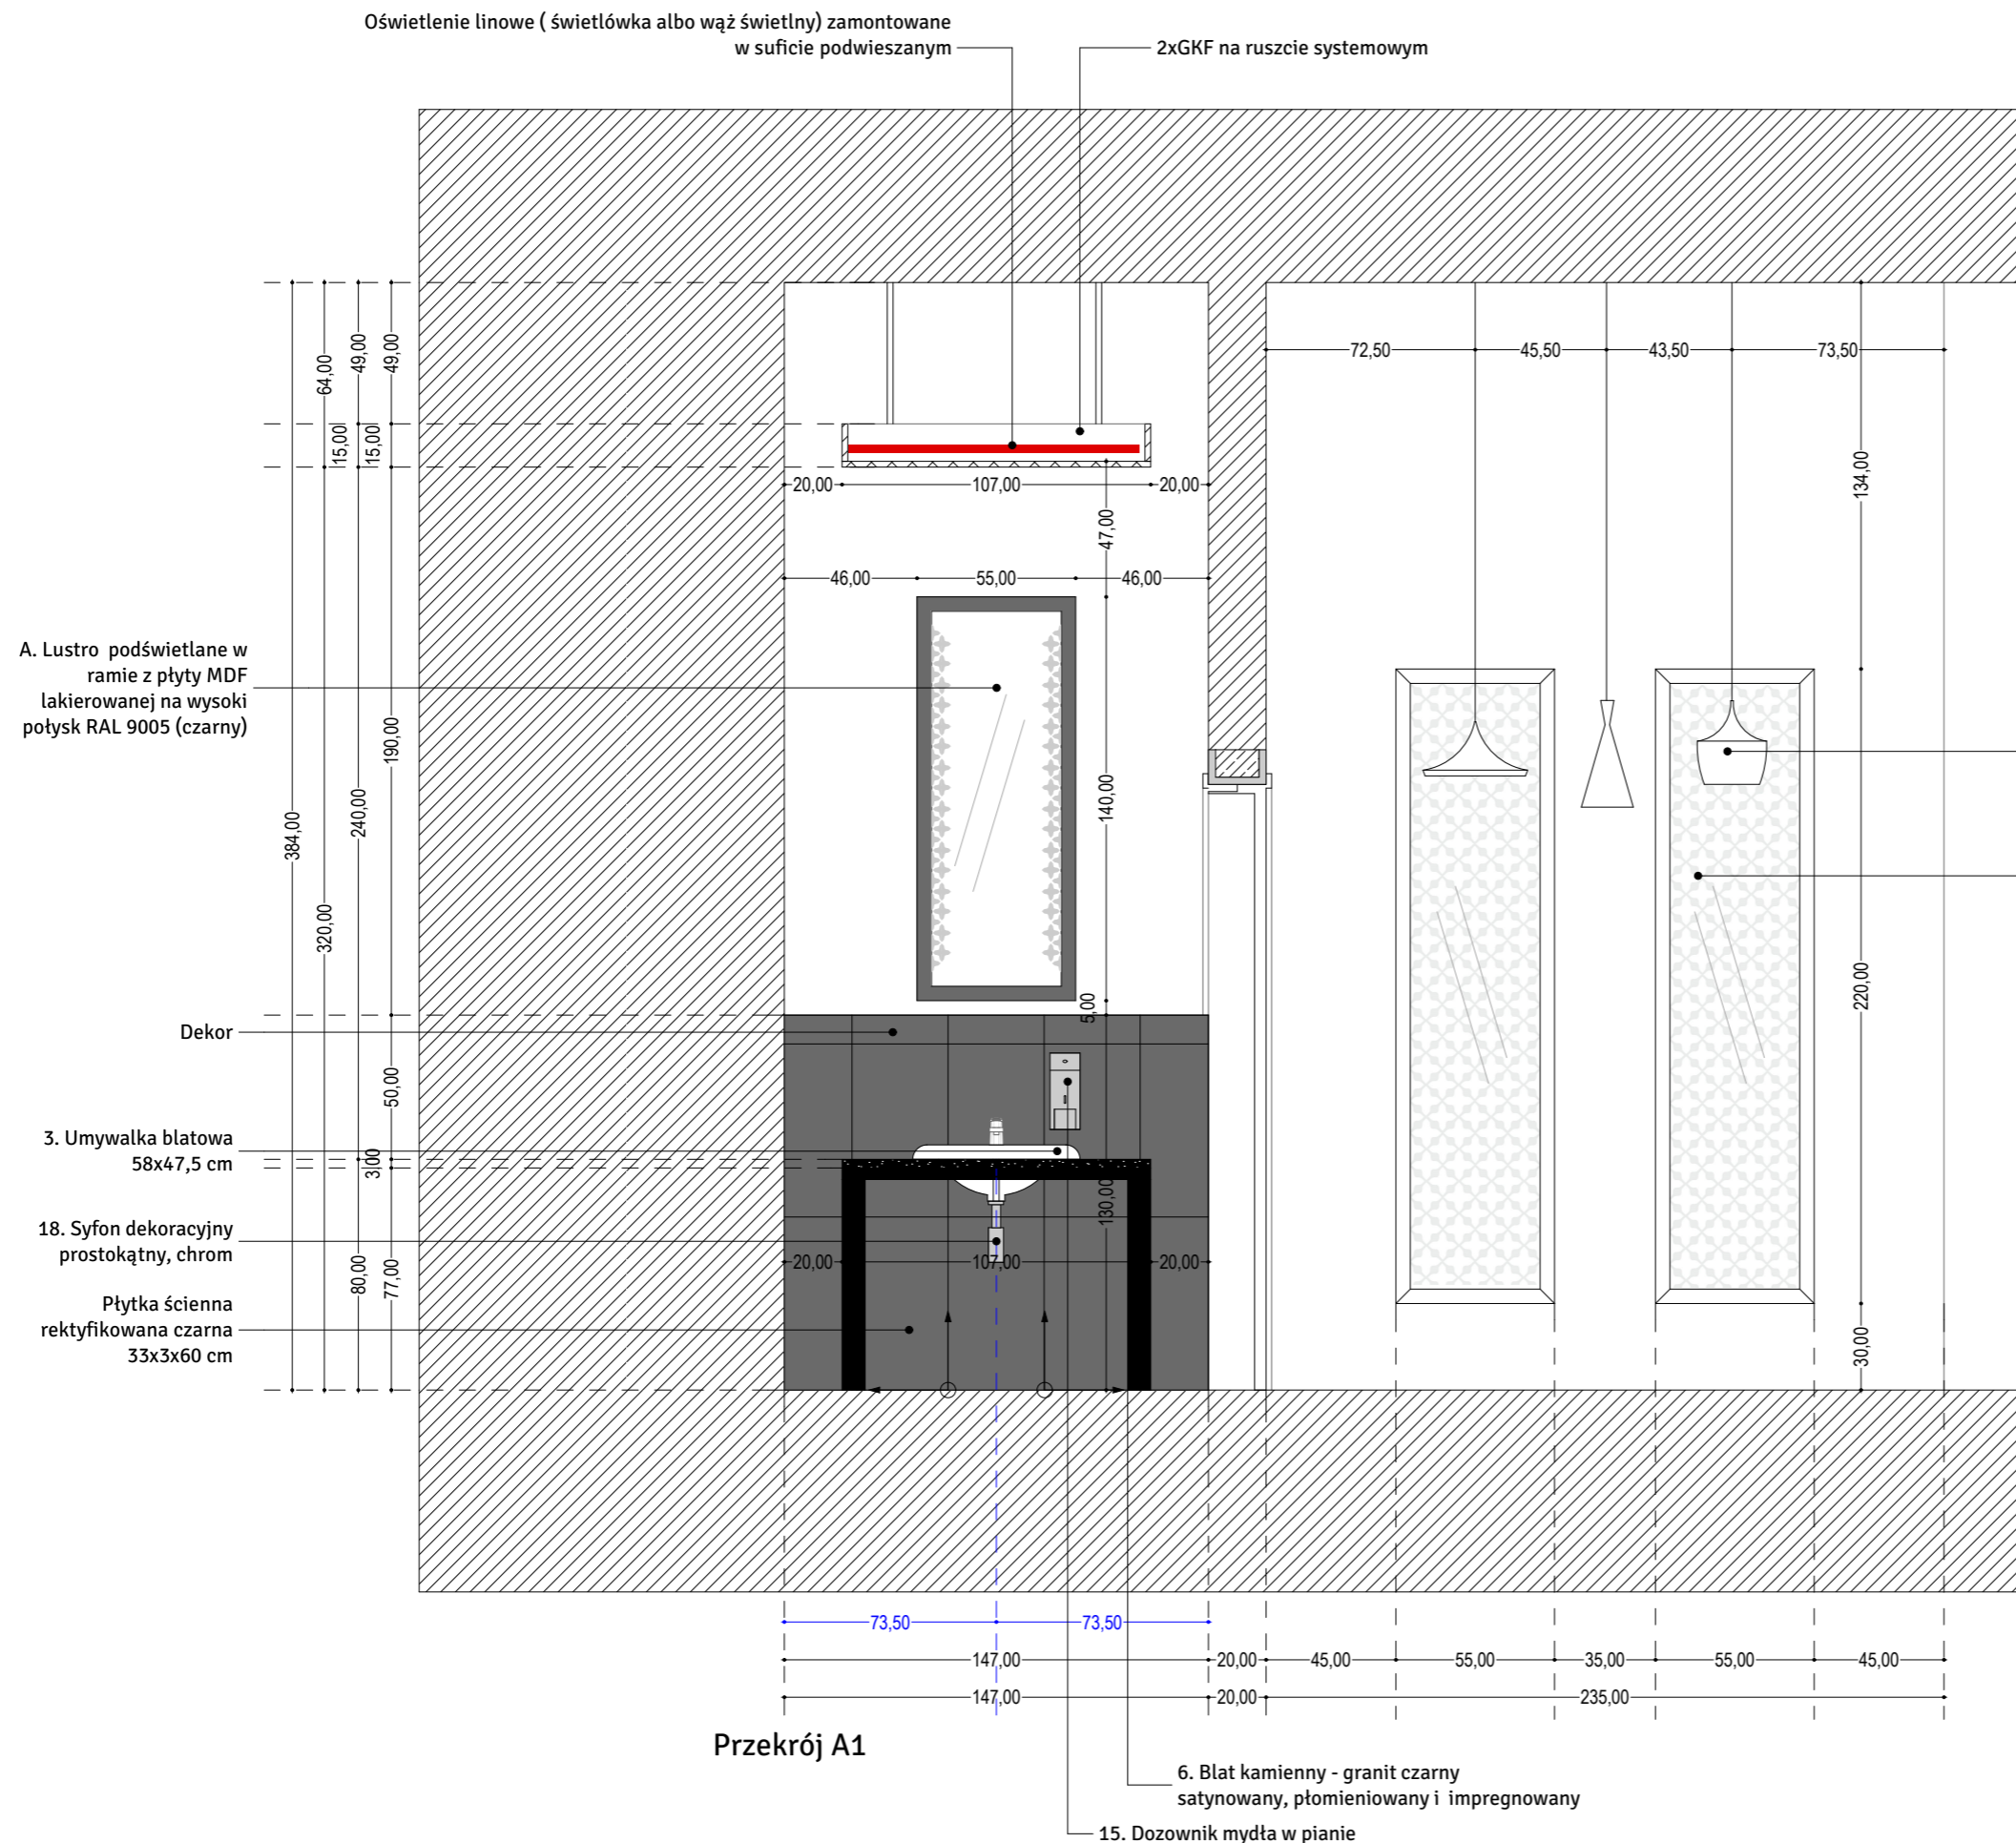 Oświetlenie linowe ( świetlówka albo wąż świetlny) zamontowane
w suficie podwieszanym
2xGKF na ruszcie systemowym
72,50
45,50
43,50
73,50
49,00
49,00
64,00
15,00
15,00
134,00
20,00
107,00
20,00
47,00
46,00
55,00
46,00
A. Lustro podświetlane w
ramie z płyty MDF
lakierowanej na wysoki
połysk RAL 9005 (czarny)
190,00
240,00
384,00
320,00
140,00
220,00
5,00
Dekor
50,00
3. Umywalka blatowa
58x47,5 cm
3,00
130,00
18. Syfon dekoracyjny
prostokątny, chrom
80,00
77,00
20,00
107,00
20,00
Płytka ścienna
rektyfikowana czarna
33x3x60 cm
30,00
73,50
73,50
147,00
20,00
45,00
55,00
35,00
55,00
45,00
147,00
20,00
235,00
Przekrój A1
6. Blat kamienny - granit czarny
satynowany, płomieniowany i impregnowany
15. Dozownik mydła w pianie